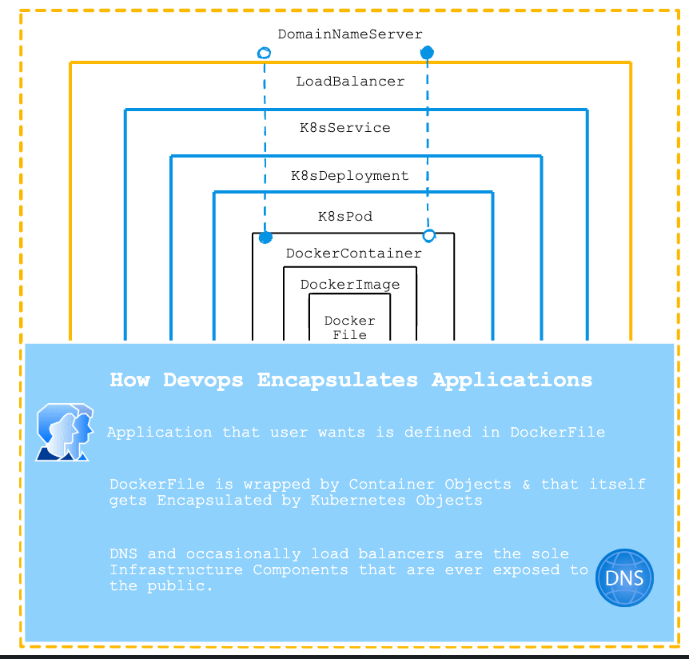 DomainNameServer
LoadBalancer
K8sService
K8sDeployment
K8sPod
DockerContainer
DockerImage
Docker
File
How Devops Encapsulates Applications
Application that user wants is defined in DockerFile
DockerFile is wrapped by Container Objects & that itself
gets Encapsulated by Kubernetes Objects
DNS and occasionally load balancers are the sole
Infrastructure Components that are ever exposed to
the public.
DNS